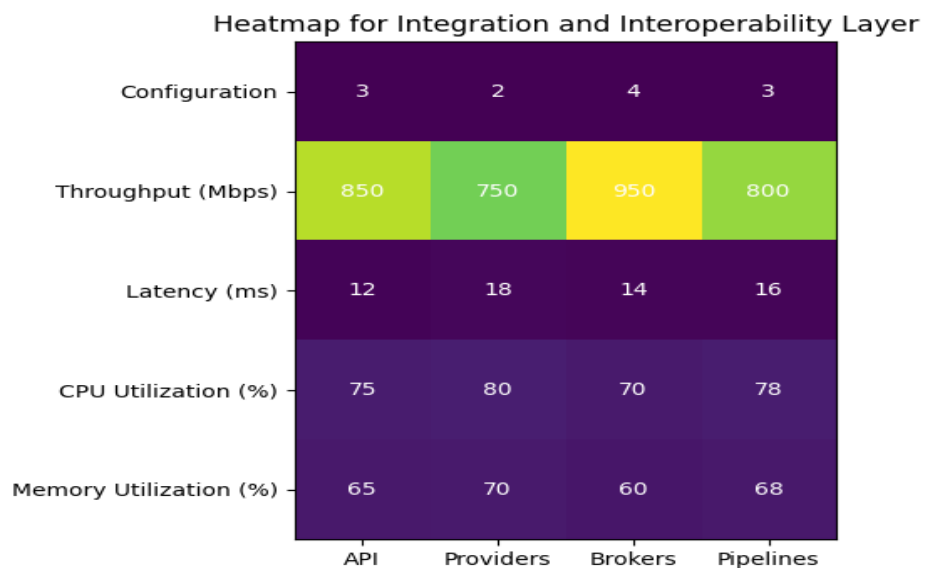 Heatmap for Integration and Interoperability Layer
Configuration 3 2 4 3
Throughput (Mbps) 850 750 950 800
Latency (ms) 12 18 14 16
CPU Utilization (%) 75 80 70 78
Memory Utilization (%) 65 70 60 68
API Providers Brokers Pipelines